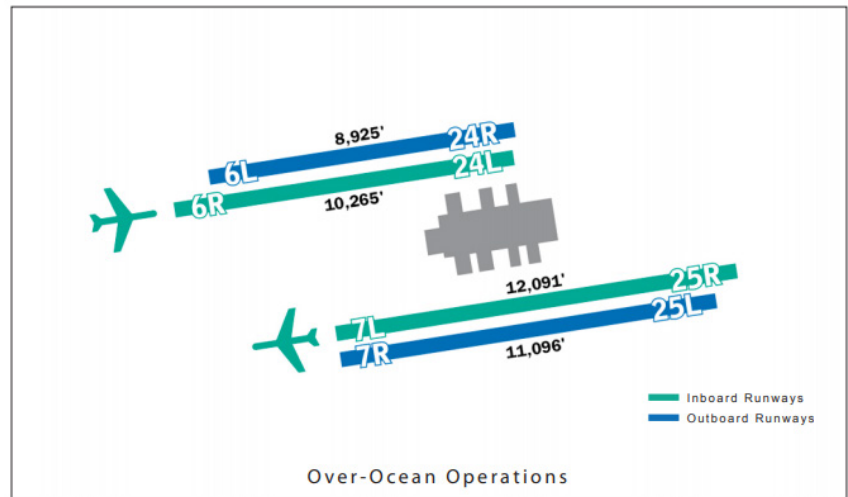 8,925'
6L
24R
6R
24L
10,265'
12,091'
25R
7L
25L
7R
11,096'
Inboard Runways
Outboard Runways
Over-Ocean Operations